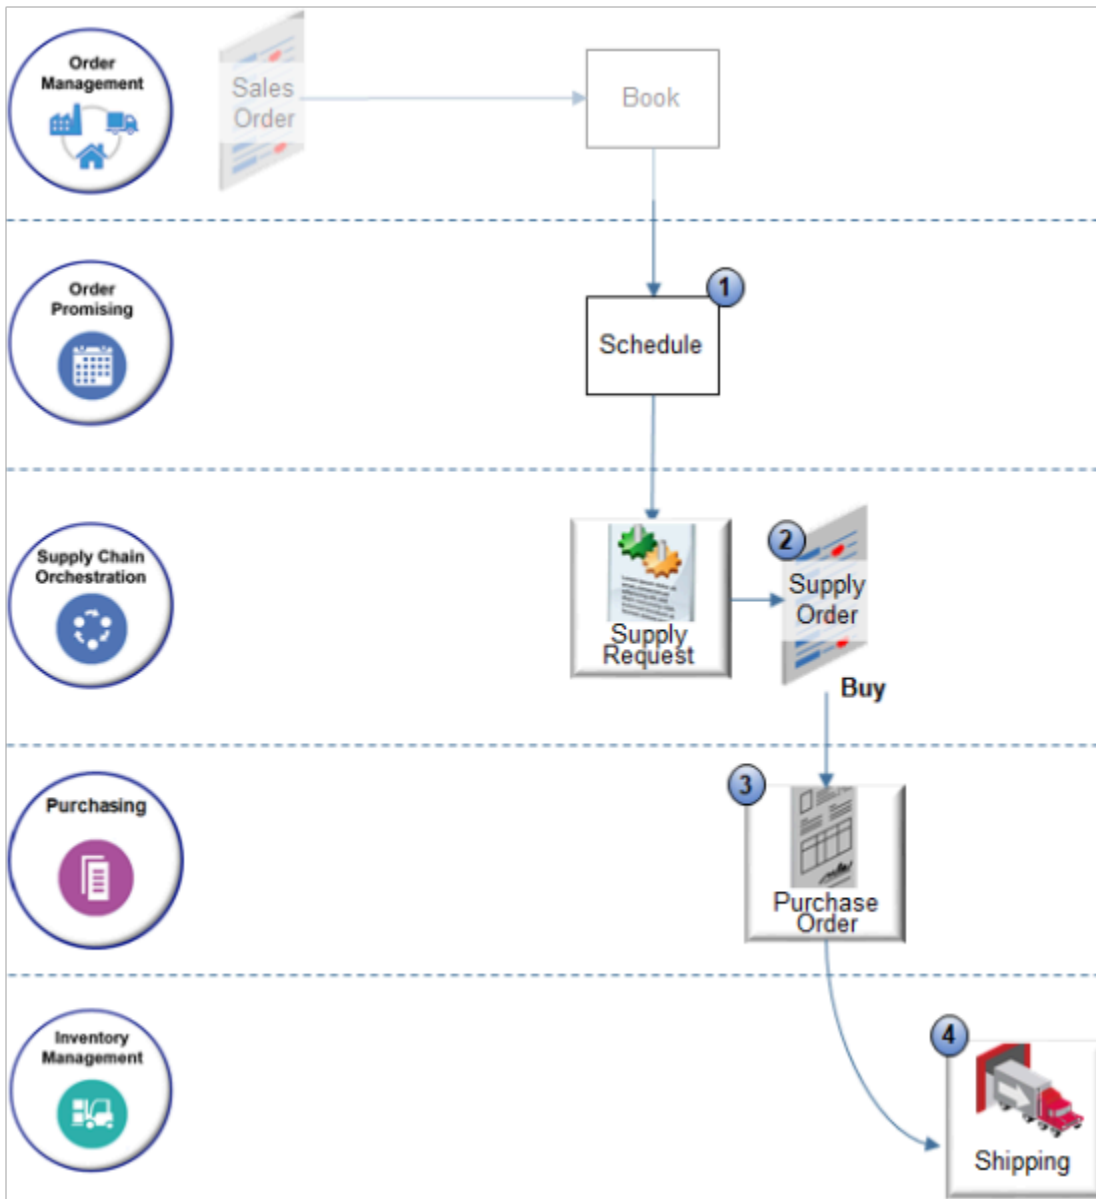 Order
Management
Sales
Order
Book
Order
Promising
1
Schedule
Supply Chain
Orchestration
Supply
Request
2
Supply
Order
Buy
Purchasing
3
Purchase
Order
Inventory
Management
4
Shipping